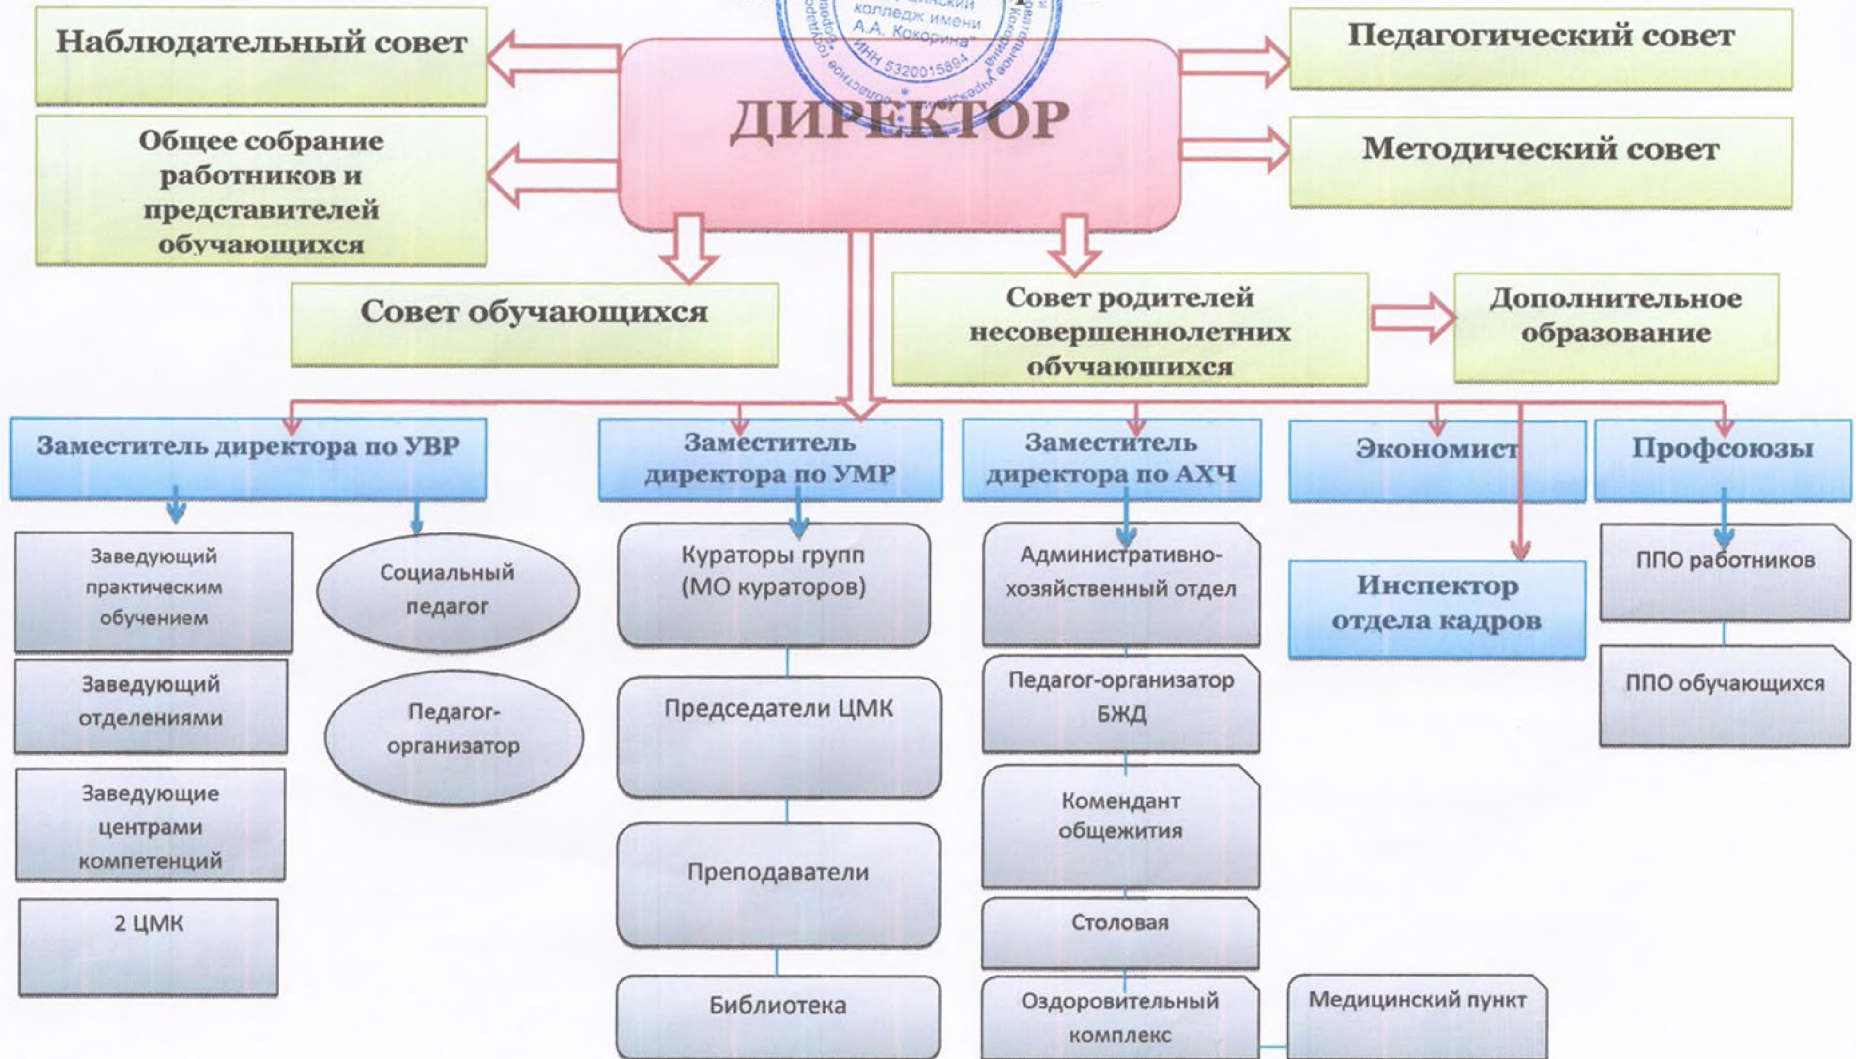 колледж имени
А.А. Кокорина"
ИНН 5320015894
Наблюдательный совет
ДИРЕКТОР
Педагогический совет
Общее собрание
работников и
представителей
обучающихся
Методический совет
Совет обучающихся
Совет родителей
несовершеннолетних
обучающихся
Дополнительное
образование
Заместитель директора по УВР
Заместитель
директора по УМР
Заместитель
директора по АХЧ
Экономист
Профсоюзы
Заведующий
практическим
обучением
Заведующий
отделениями
Заведующие
центрами
компетенций
2 ЦМК
Социальный
педагог
Педагог-
организатор
Кураторы групп
(МО кураторов)
Председатели ЦМК
Преподаватели
Библиотека
Административно-
хозяйственный отдел
Педагог-организатор
БЖД
Комендант
общежития
Столовая
Оздоровительный
комплекс
Медицинский пункт
Инспектор
отдела кадров
ППО работников
ППО обучающихся